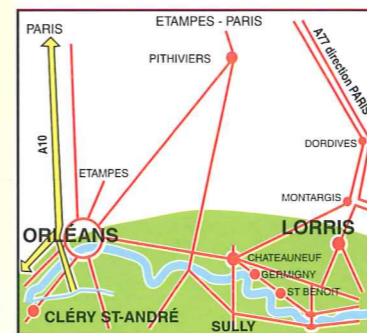 PARIS
ETAMPES - PARIS
PITHIVIERS
A77 direction PARIS
A10
DORDIVES
ETAMPES
MONTARGIS
ORLÉANS
LORRIS
CHATEAUNEUF
GERMIGNY
ST BENOIT
CLÉRY ST-ANDRÉ
SULLY